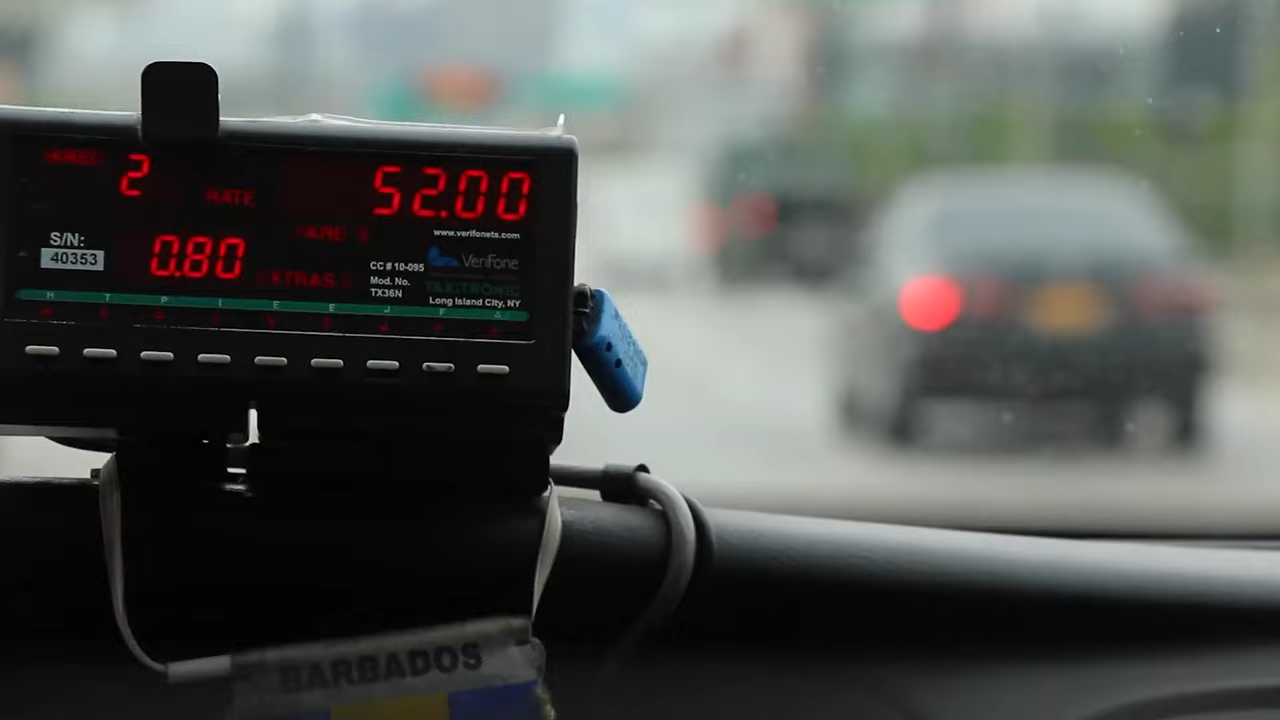 HIRED
2
RATE
52.00
FARE $
S/N:
40353
0.80
EXTRAS
www.verifonets.com
VeriFone
CC # 10-095
Mod. No.
TX36N
TAXITRONIC
Long Island City, NY
H T P L E E J F
BARBADOS